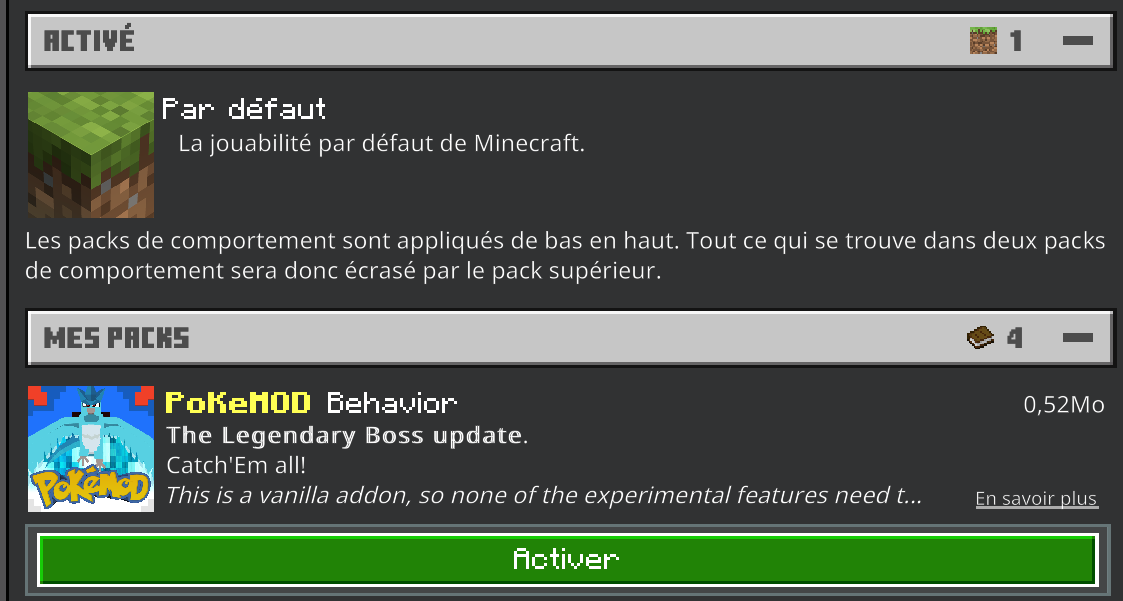 ACTIVÉ 1
Par défaut
La jouabilité par défaut de Minecraft.
Les packs de comportement sont appliqués de bas en haut. Tout ce qui se trouve dans deux packs
de comportement sera donc écrasé par le pack supérieur.
MES PACKS 4
PoKeMOD Behavior
0,52Mo
The Legendary Boss update.
Catch'Em all!
This is a vanilla addon, so none of the experimental features need t...
En savoir plus
PoKéMoD
Activer